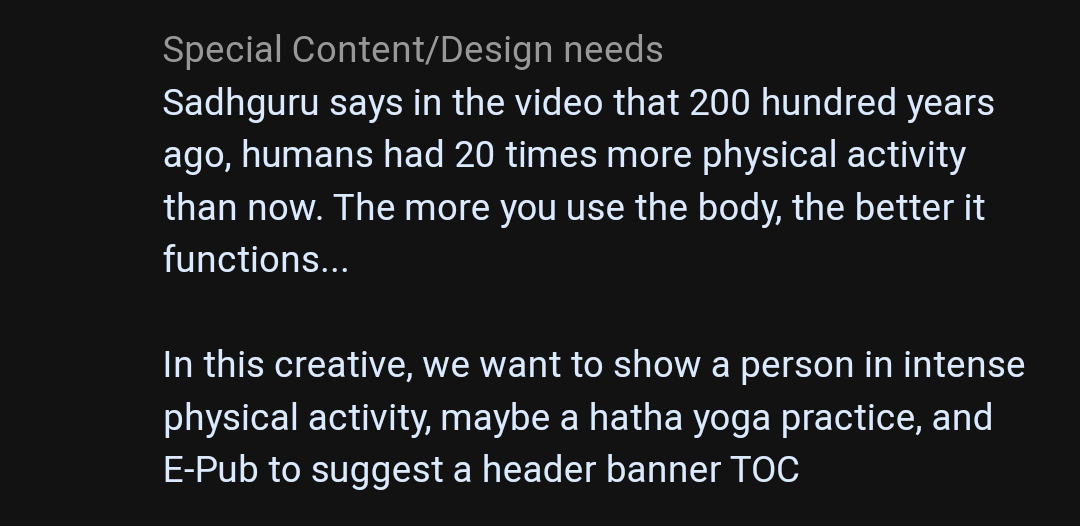 Special Content/Design needs
Sadhguru says in the video that 200 hundred years
ago, humans had 20 times more physical activity
than now. The more you use the body, the better it
functions...
In this creative, we want to show a person in intense
physical activity, maybe a hatha yoga practice, and
E-Pub to suggest a header banner TOC